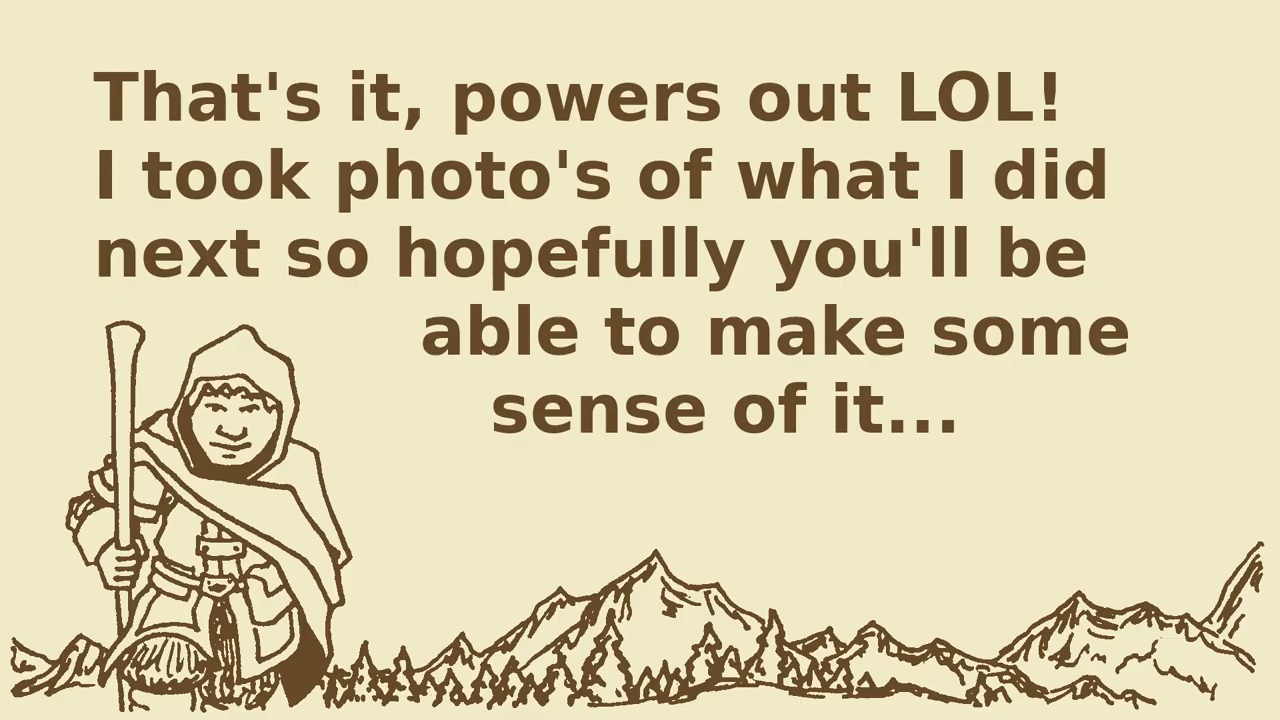 That's it, powers out LOL!
I took photo's of what I did
next so hopefully you'll be
able to make some
sense of it...